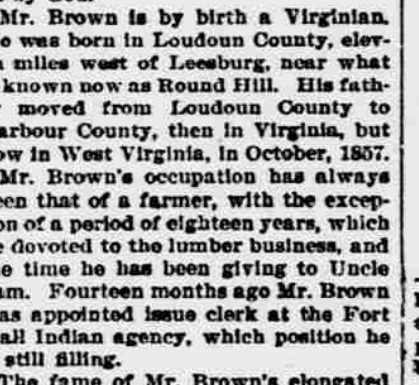 Mr. Brown is by birth a Virginian.
e was born in Loudoun County, elev-
miles west of Leesburg, near what
known now as Round Hill. His fath-
moved from Loudoun County to
arbour County, then in Virginia, but
ow in West Virginia, in October, 1857.
Mr. Brown's occupation has always
een that of a farmer, with the excep-
on of a period of eighteen years, which
e devoted to the lumber business, and
e time he has been giving to Uncle
am. Fourteen months ago Mr. Brown
as appointed issue clerk at the Fort
all Indian agency, which position he
still filling.
The fame of Mr. Brown's elongated